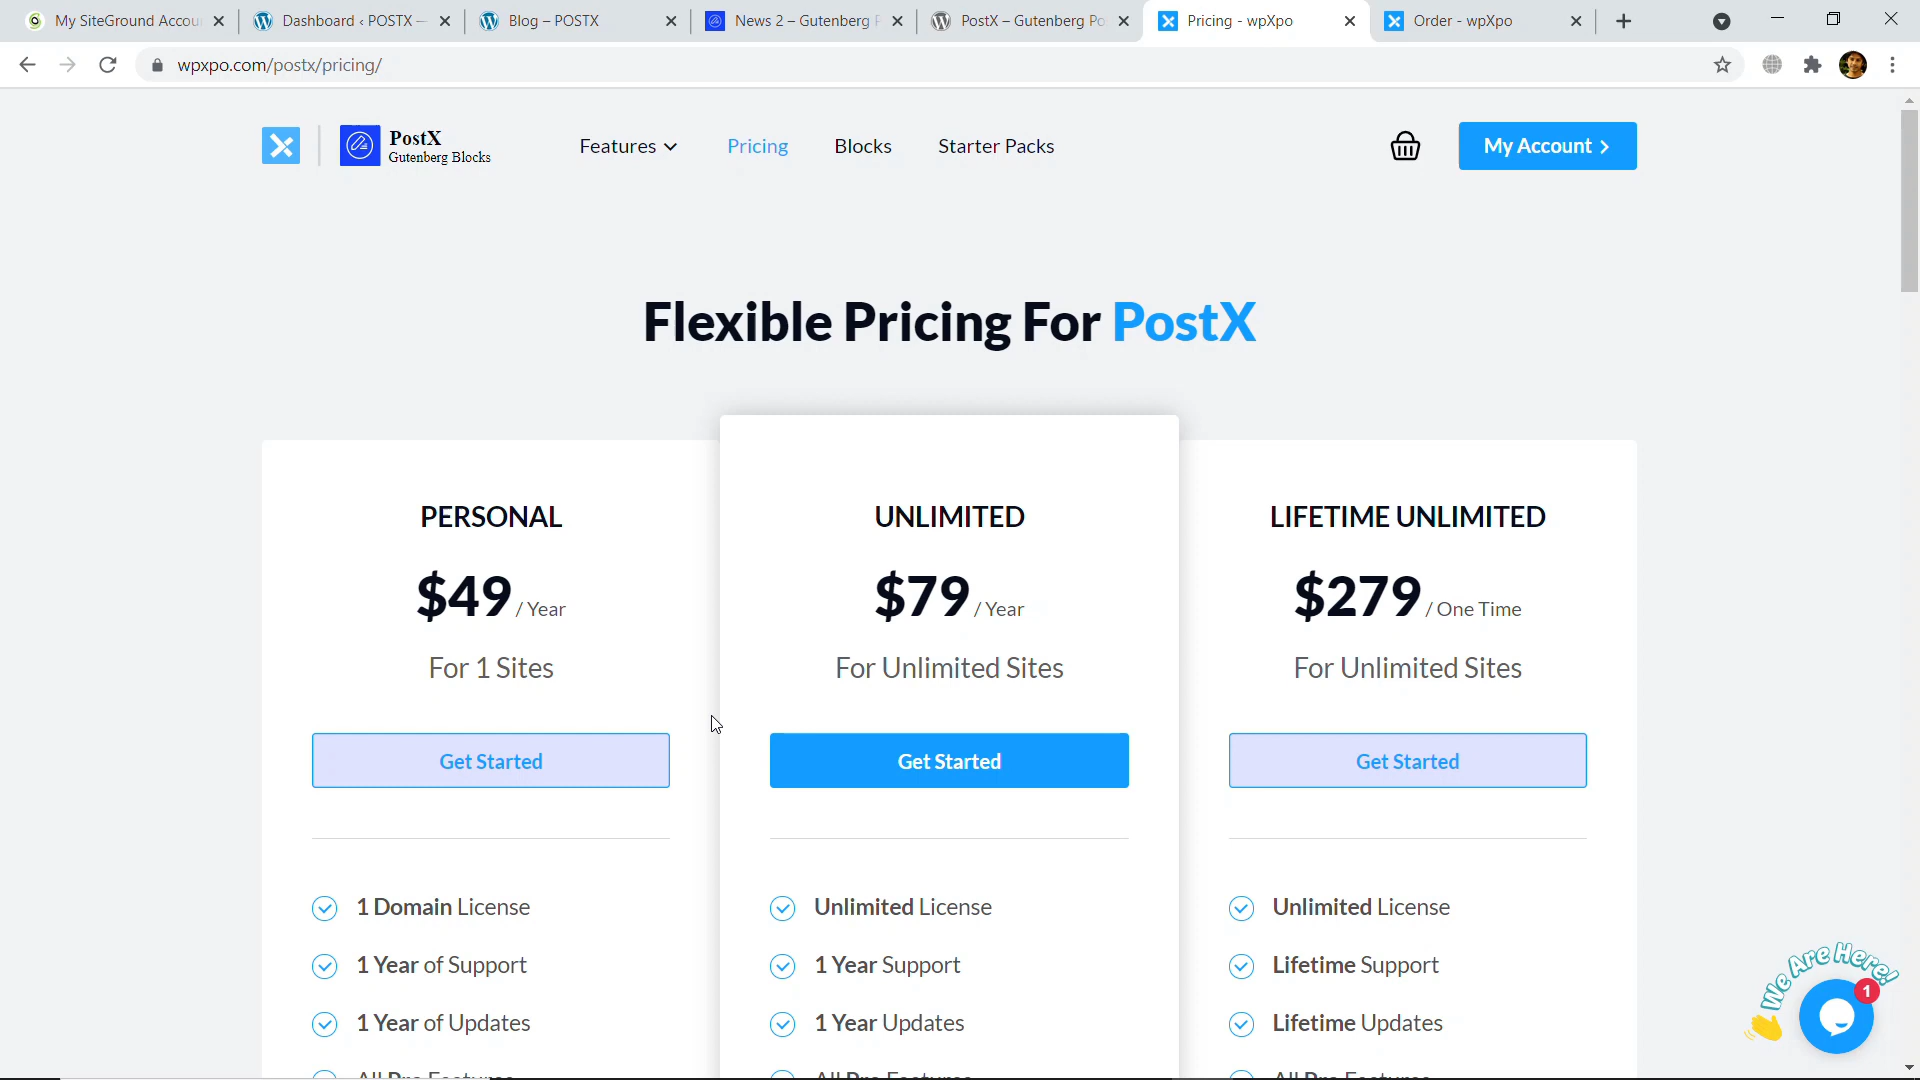 My SiteGround Accou
Dashboard ‹ POSTX —
Blog – POSTX
News 2 – Gutenberg
PostX – Gutenberg Po
Pricing - wpXpo
Order - wpXpo
wpxpo.com/postx/pricing/
PostX
Gutenberg Blocks
Features
Pricing
Blocks
Starter Packs
My Account
Flexible Pricing For PostX
PERSONAL
$49 / Year
For 1 Sites
Get Started
1 Domain License
1 Year of Support
1 Year of Updates
All Pro Features
UNLIMITED
$79 / Year
For Unlimited Sites
Get Started
Unlimited License
1 Year Support
1 Year Updates
All Pro Features
LIFETIME UNLIMITED
$279 / One Time
For Unlimited Sites
Get Started
Unlimited License
Lifetime Support
Lifetime Updates
All Pro Features
We Are Here!
1